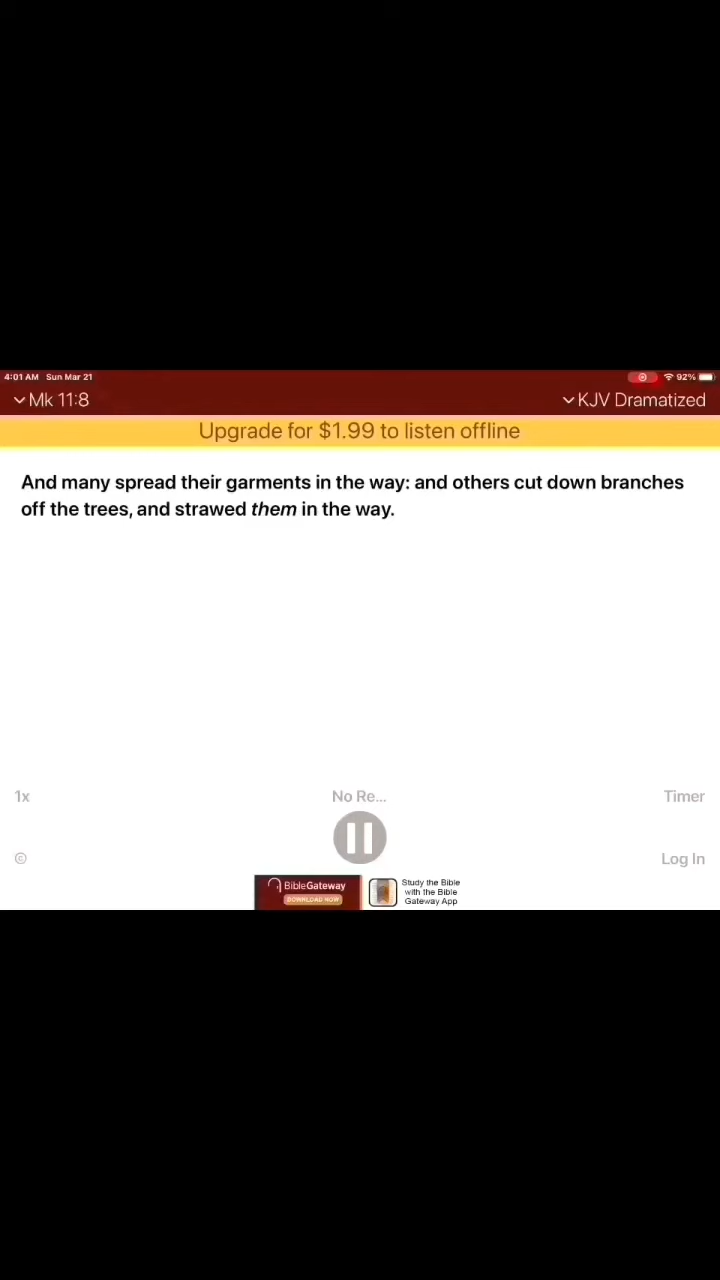 4:01 AM Sun Mar 21
92%
Mk 11:8
KJV Dramatized
Upgrade for $1.99 to listen offline
And many spread their garments in the way: and others cut down branches
off the trees, and strawed them in the way.
1x
No Re...
Timer
©
Log In
BibleGateway
DOWNLOAD NOW
Study the Bible
with the Bible
Gateway App